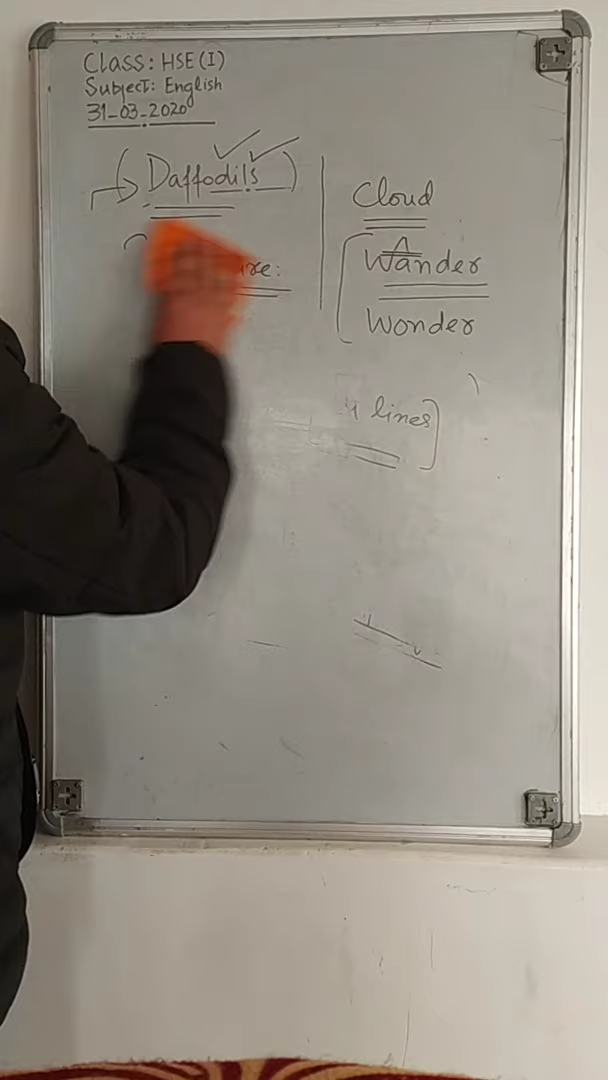 Class: HSE (I)
Subject: English
31-03-2020
(Daffodils)
Cloud
Wander
Wonder
lines]